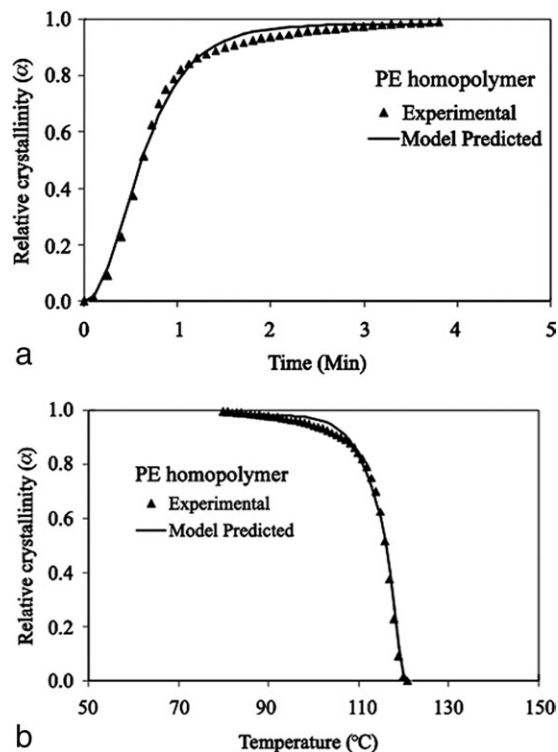 1.0
0.8
0.6
0.4
0.2
0.0
Relative crystallinity (α)
PE homopolymer
▲ Experimental
Model Predicted
0 1 2 3 4 5
Time (Min)
a
1.0
0.8
0.6
0.4
0.2
0.0
Relative crystallinity (α)
PE homopolymer
▲ Experimental
Model Predicted
50 70 90 110 130 150
Temperature (°C)
b